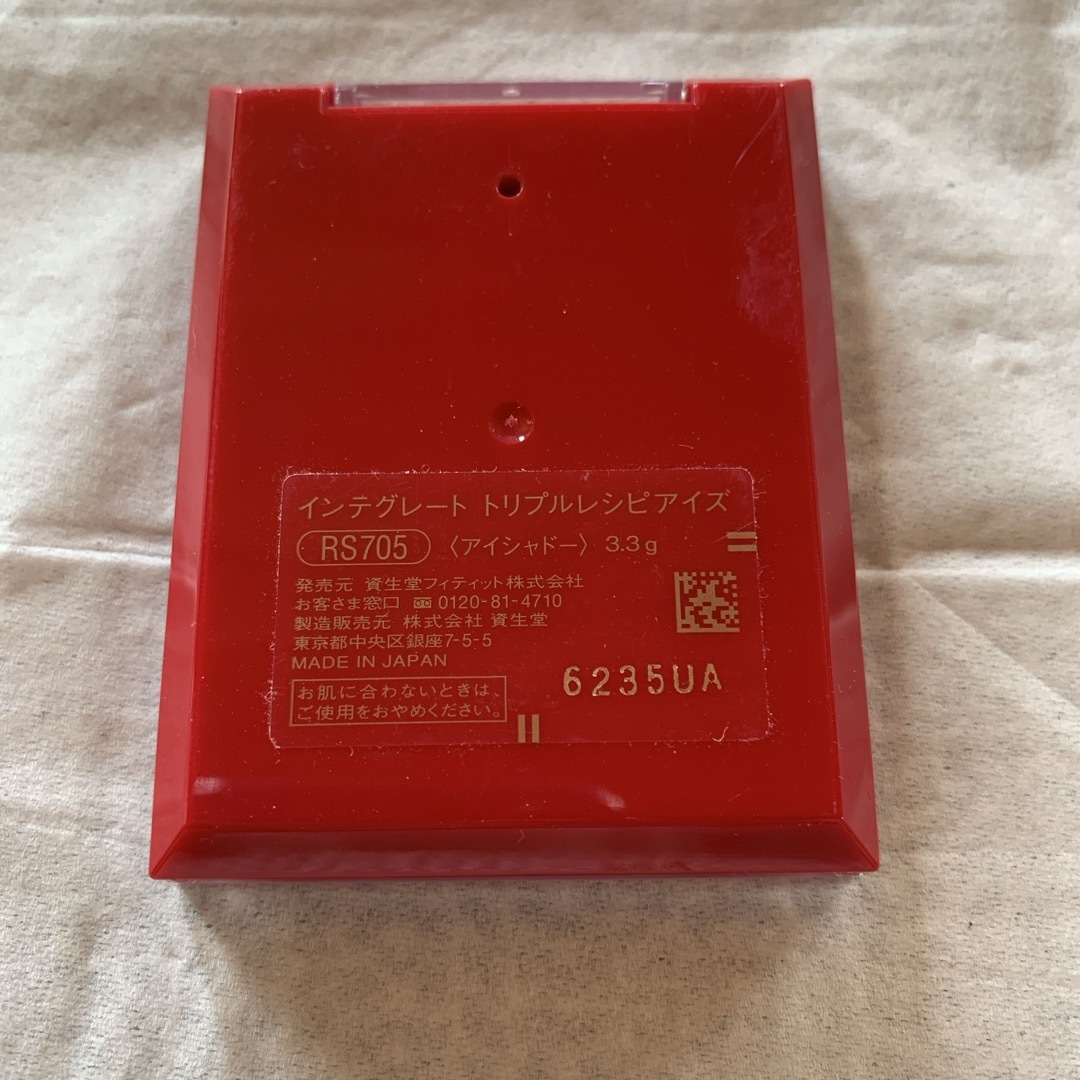 インテグレート トリプルレシピアイズ
RS705 〈アイシャドー〉 3.3g
発売元 資生堂フィティット株式会社
お客さま窓口 0120-81-4710
製造販売元 株式会社 資生堂
東京都中央区銀座7-5-5
MADE IN JAPAN
お肌に合わないときは、
ご使用をおやめください。
6235UA